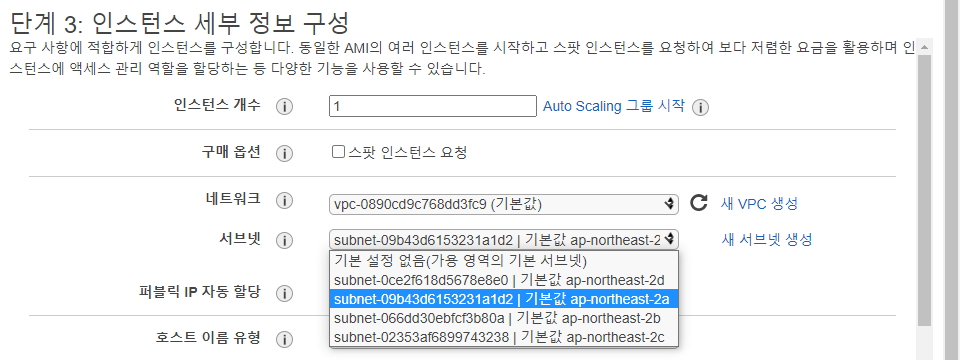 단계 3: 인스턴스 세부 정보 구성
요구 사항에 적합하게 인스턴스를 구성합니다. 동일한 AMI의 여러 인스턴스를 시작하고 스팟 인스턴스를 요청하여 보다 저렴한 요금을 활용하며 인
스턴스에 액세스 관리 역할을 할당하는 등 다양한 기능을 사용할 수 있습니다.
인스턴스 개수 i 1 Auto Scaling 그룹 시작 i
구매 옵션 i 스팟 인스턴스 요청
네트워크 i vpc-0890cd9c768dd3fc9 (기본값) 새 VPC 생성
서브넷 i subnet-09b43d6153231a1d2 | 기본값 ap-northeast-2 새 서브넷 생성
기본 설정 없음(가용 영역의 기본 서브넷)
subnet-0ce2f618d5678e8e0 | 기본값 ap-northeast-2d
퍼블릭 IP 자동 할당 i subnet-09b43d6153231a1d2 | 기본값 ap-northeast-2a
subnet-066dd30ebfcf3b80a | 기본값 ap-northeast-2b
호스트 이름 유형 i subnet-02353af6899743238 | 기본값 ap-northeast-2c